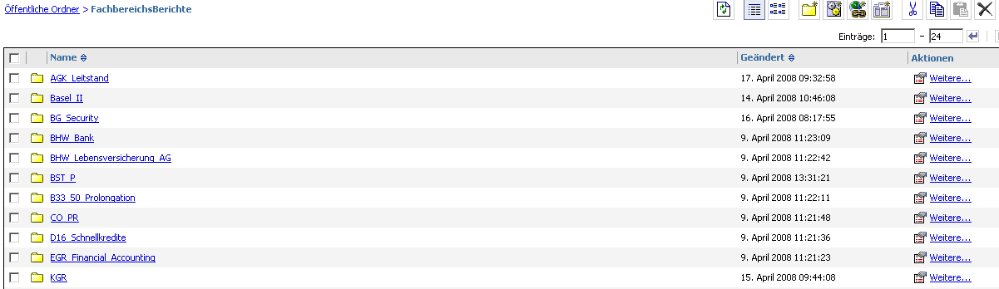 Öffentliche Ordner > FachbereichsBerichte
Einträge: 1 - 24
Name Geändert Aktionen
AGK_Leitstand 17. April 2008 09:32:58 Weitere...
Basel_II 14. April 2008 10:46:08 Weitere...
BG_Security 16. April 2008 08:17:55 Weitere...
BHW_Bank 9. April 2008 11:23:09 Weitere...
BHW_Lebensversicherung_AG 9. April 2008 11:22:42 Weitere...
BST_P 9. April 2008 13:31:21 Weitere...
B33_50_Prolongation 9. April 2008 11:22:11 Weitere...
CO_PR 9. April 2008 11:21:48 Weitere...
D16_Schnellkredite 9. April 2008 11:21:36 Weitere...
EGR_Financial_Accounting 9. April 2008 11:21:23 Weitere...
KGR 15. April 2008 09:44:08 Weitere...